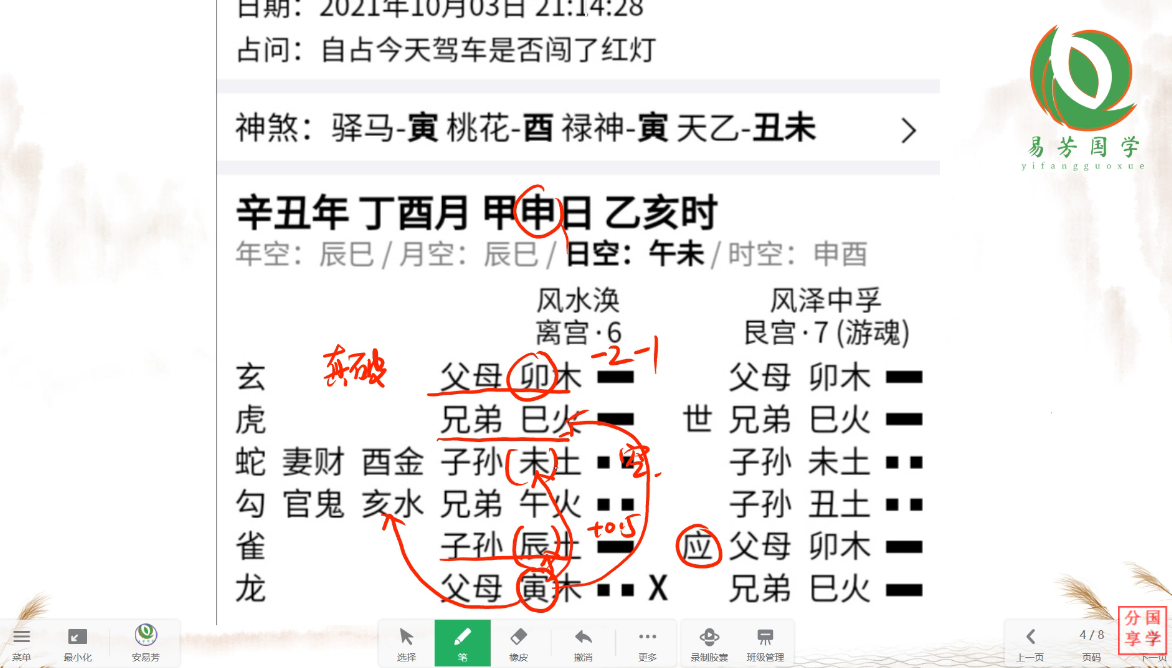 日期：2021年10月03日 21:14:28
占问：自占今天驾车是否闯了红灯
神煞：驿马-寅 桃花-酉 禄神-寅 天乙-丑未
易芳国学
yifangguoxue
辛丑年 丁酉月 甲申日 乙亥时
年空：辰巳 / 月空：辰巳 / 日空：午未 / 时空：申酉
风水涣 风泽中孚
离宫·6 艮宫·7 (游魂)
真破 -2-1
玄 父母 卯木 父母 卯木
虎 兄弟 巳火 世 兄弟 巳火
蛇 妻财 酉金 子孙 未土 空 子孙 未土
勾 官鬼 亥水 兄弟 午火 子孙 丑土
+0.5
雀 子孙 辰土 应 父母 卯木
龙 父母 寅木 X 兄弟 巳火
菜单 最小化 安易芳 选择 笔 橡皮 撤消 更多 录制胶囊 班级管理 上一页 4/8 页码 下一页
分国
享学